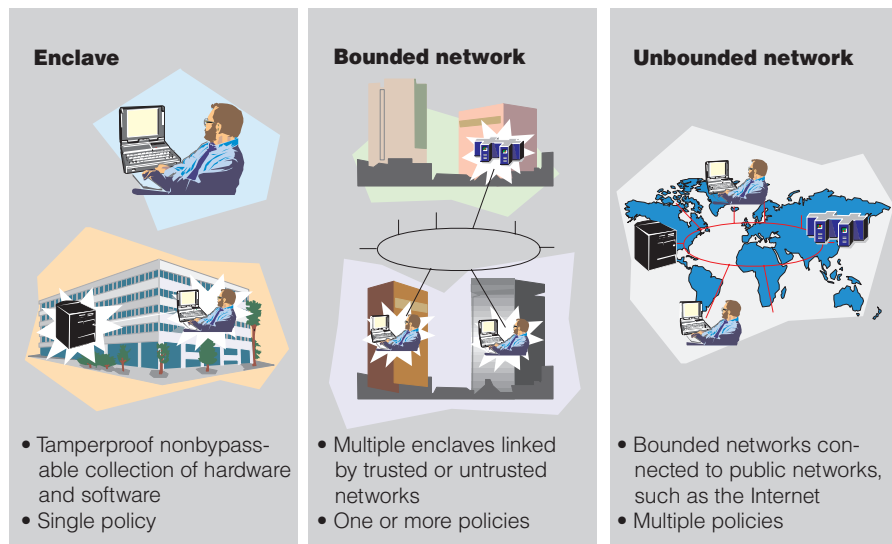 Enclave
• Tamperproof nonbypass-
able collection of hardware
and software
• Single policy
Bounded network
• Multiple enclaves linked
by trusted or untrusted
networks
• One or more policies
Unbounded network
• Bounded networks con-
nected to public networks,
such as the Internet
• Multiple policies